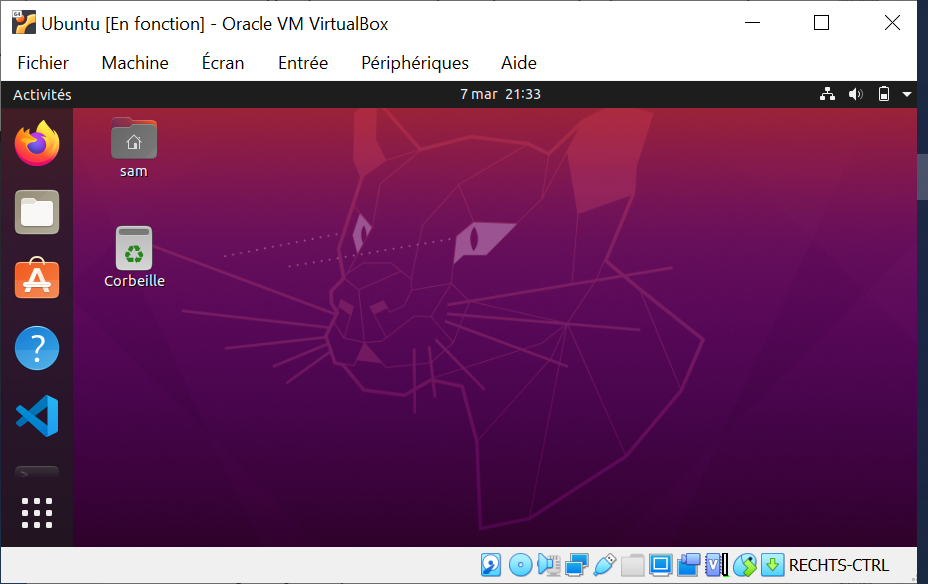 Ubuntu [En fonction] - Oracle VM VirtualBox
Fichier Machine Écran Entrée Périphériques Aide
Activités 7 mar 21:33
sam
Corbeille
RECHTS-CTRL